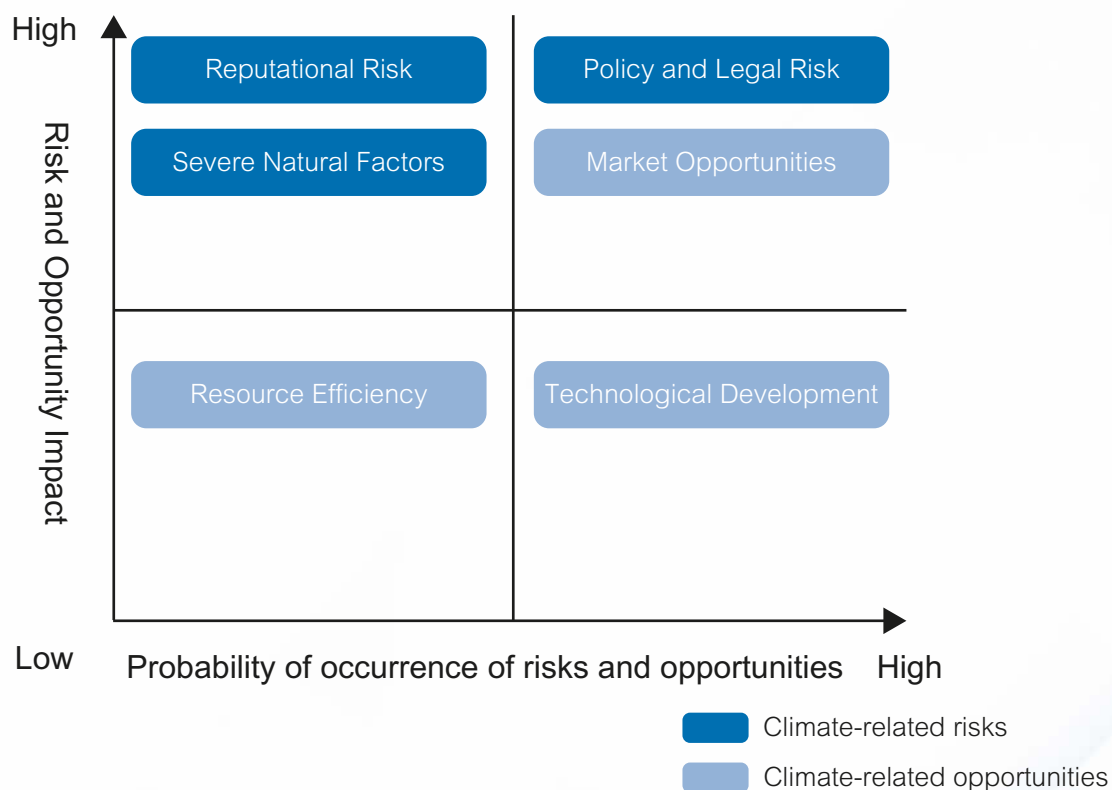 High
Reputational Risk
Policy and Legal Risk
Severe Natural Factors
Market Opportunities
Risk and Opportunity Impact
Resource Efficiency
Technological Development
Low
Probability of occurrence of risks and opportunities
High
Climate-related risks
Climate-related opportunities